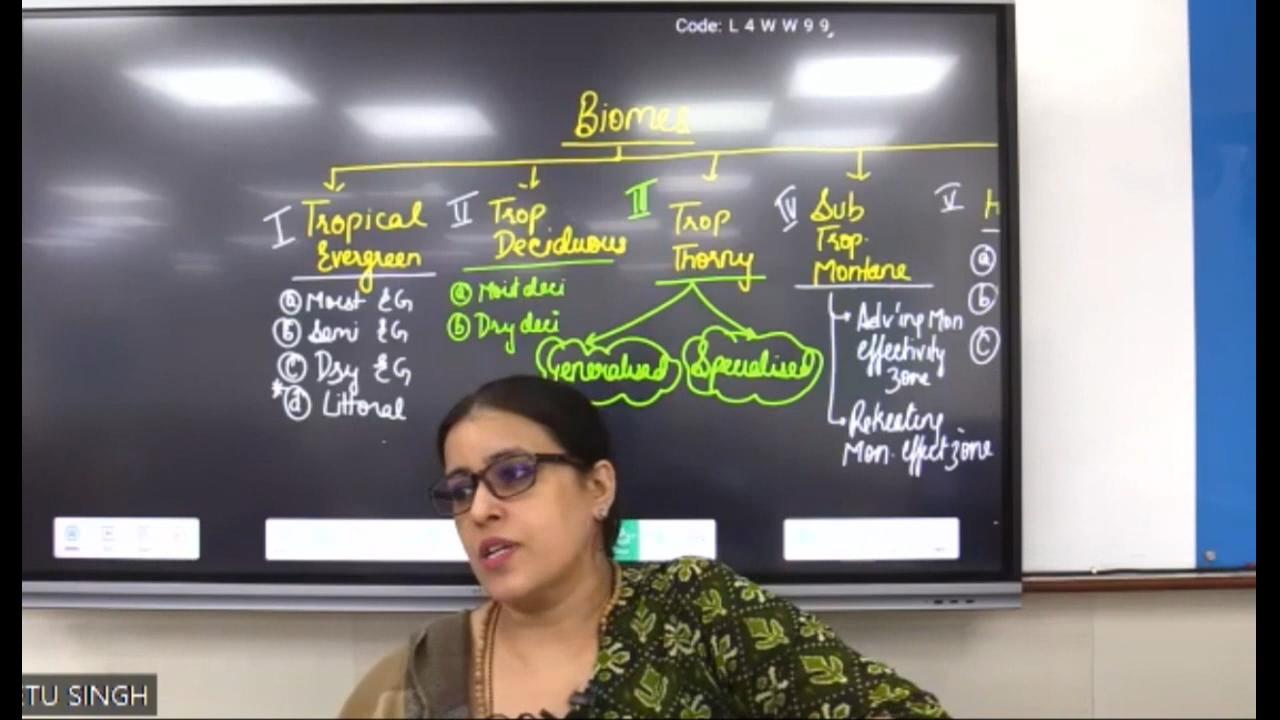 Code: L 4 W W 9 9
Biomes
I Tropical
Evergreen
ⓐ Moist EG
ⓑ Semi EG
ⓒ Dry EG
*ⓓ Littoral
II Trop
Deciduous
ⓐ Moist deci
ⓑ Dry deci
III Trop
Thorny
Generalised
Specialised
IV Sub
Trop.
Montane
Adv'ing Mon
effectivity
Zone
Retreating
Mon. effect Zone
V H
ⓐ
ⓑ
ⓒ
TU SINGH